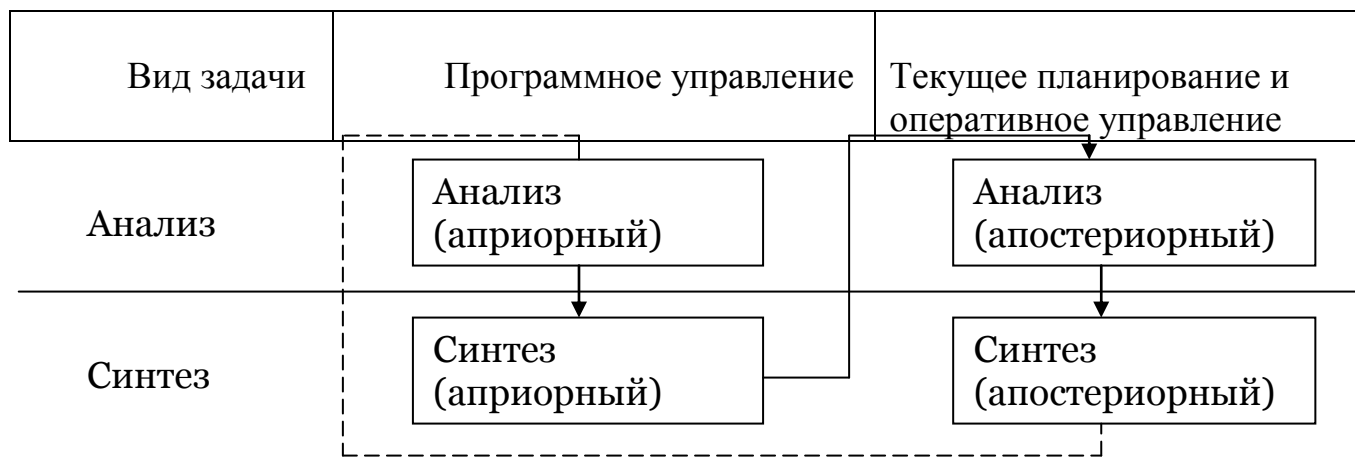 Вид задачи
Программное управление
Текущее планирование и
оперативное управление
Анализ
Анализ
(априорный)
Анализ
(апостериорный)
Синтез
Синтез
(априорный)
Синтез
(апостериорный)